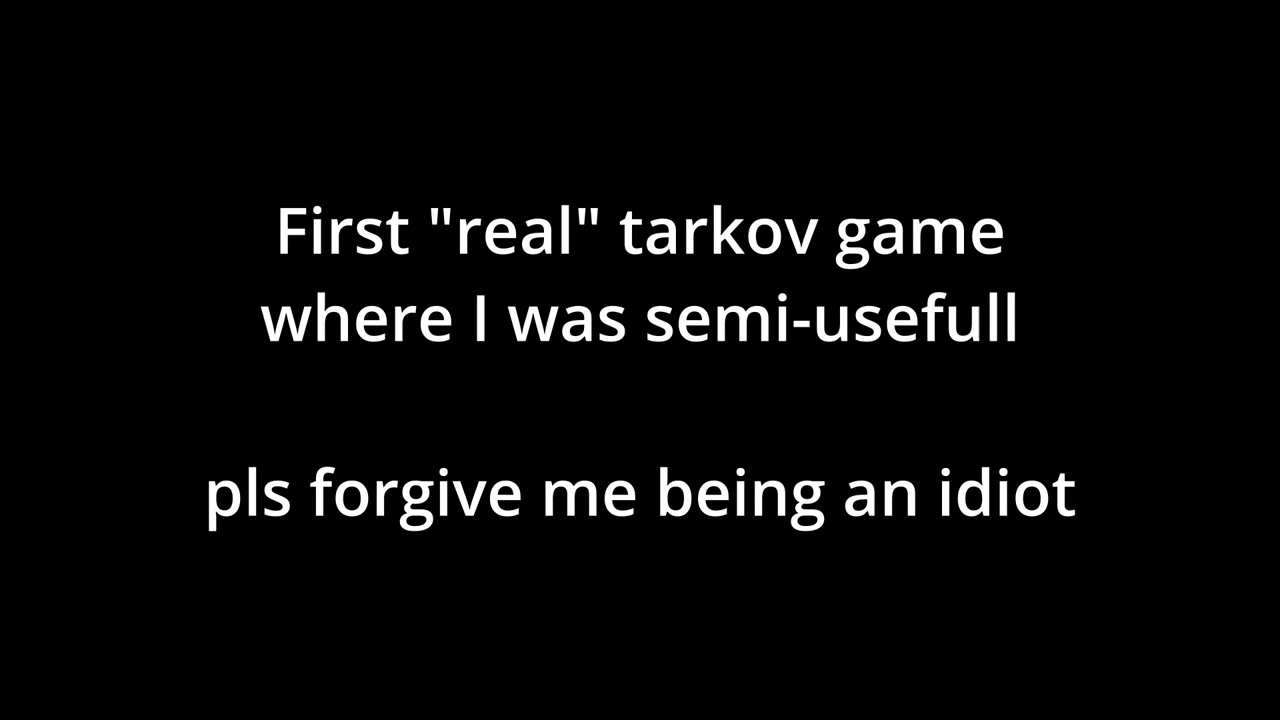 First "real" tarkov game
where I was semi-usefull
pls forgive me being an idiot